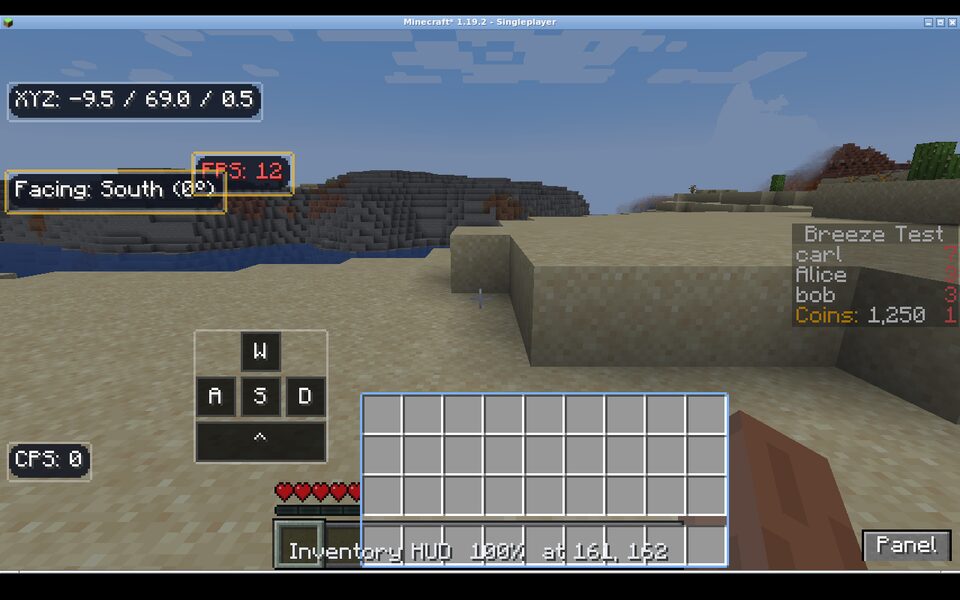 Minecraft* 1.19.2 - Singleplayer
XYZ: -9.5 / 69.0 / 0.5
FPS: 12
Facing: South (0°)
Breeze Test
carl
Alice
bob 3
Coins: 1,250 1
W
A S D
^
CPS: 0
Inventory HUD 100% at 161, 162
Panel